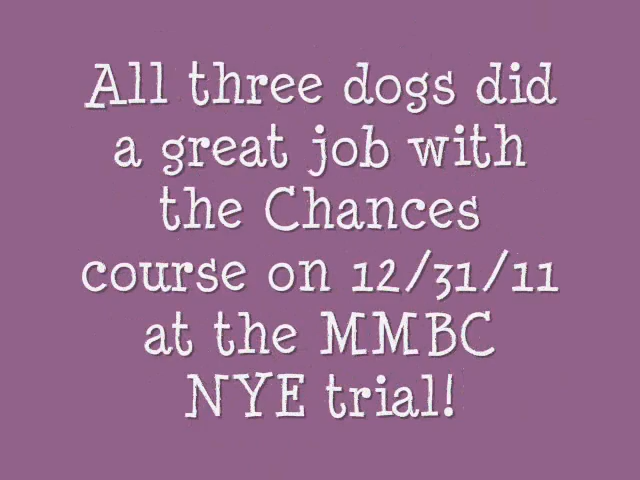 All three dogs did
a great job with
the Chances
course on 12/31/11
at the MMBC
NYE trial!